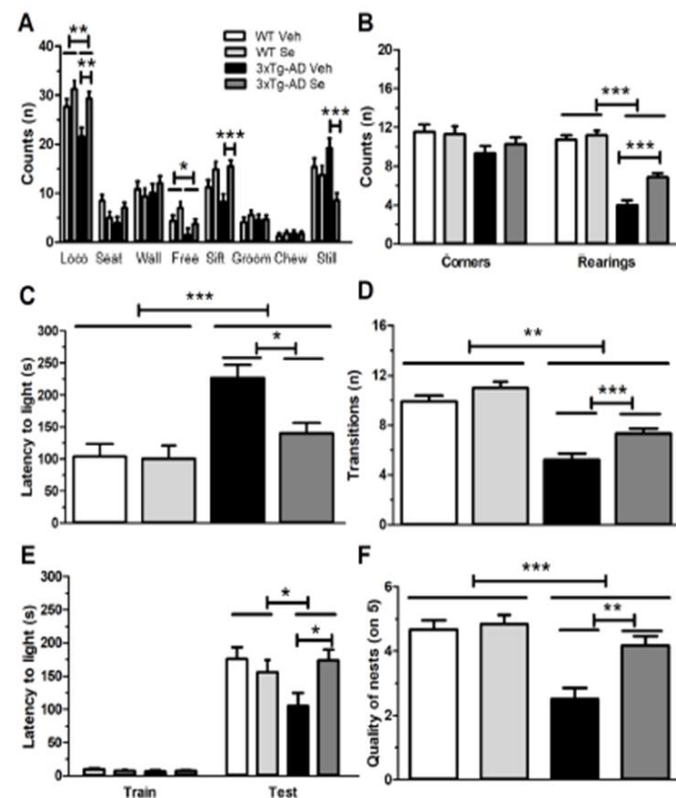 A
WT Veh
WT Se
3xTg-AD Veh
3xTg-AD Se
Counts (n)
40
30
20
10
0
**
**
*
***
***
Loco Seat Wall Free Sift Groom Chew Still
B
Counts (n)
20
16
12
8
4
0
***
***
Corners Rearings
C
Latency to light (s)
300
250
200
150
100
50
0
***
*
D
Transitions (n)
16
12
8
4
0
**
***
E
Latency to light (s)
300
250
200
150
100
50
0
*
*
Train Test
F
Quality of nests (on 5)
6
4
2
0
***
**